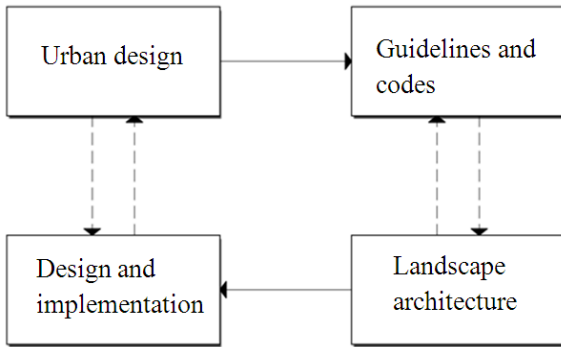 Urban design
Guidelines and
codes
Design and
implementation
Landscape
architecture